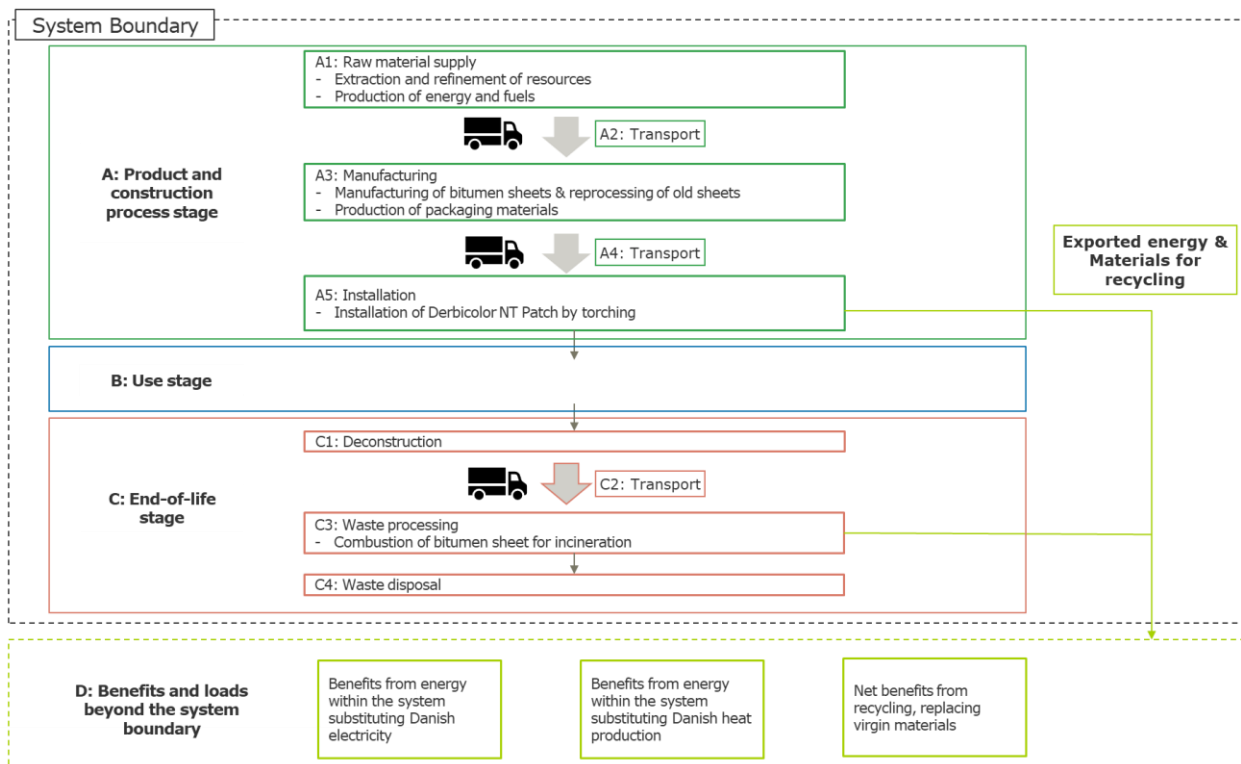 System Boundary
A1: Raw material supply
- Extraction and refinement of resources
- Production of energy and fuels
A2: Transport
A: Product and
construction
process stage
A3: Manufacturing
- Manufacturing of bitumen sheets & reprocessing of old sheets
- Production of packaging materials
A4: Transport
A5: Installation
- Installation of Derbicolor NT Patch by torching
Exported energy &
Materials for
recycling
B: Use stage
C1: Deconstruction
C2: Transport
C: End-of-life
stage
C3: Waste processing
- Combustion of bitumen sheet for incineration
C4: Waste disposal
D: Benefits and loads
beyond the system
boundary
Benefits from energy
within the system
substituting Danish
electricity
Benefits from energy
within the system
substituting Danish heat
production
Net benefits from
recycling, replacing
virgin materials